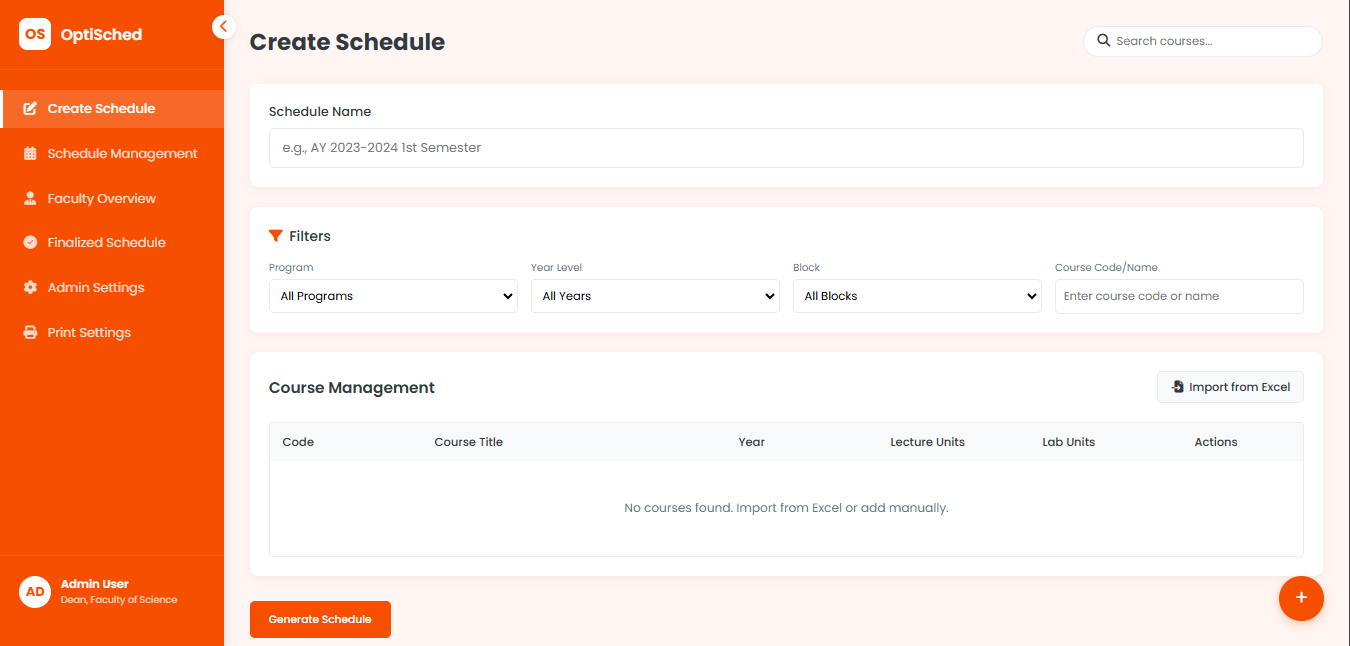 OS OptiSched
Create Schedule
Schedule Management
Faculty Overview
Finalized Schedule
Admin Settings
Print Settings
AD
Admin User
Dean, Faculty of Science
Create Schedule
Search courses...
Schedule Name
e.g., AY 2023-2024 1st Semester
Filters
Program Year Level Block Course Code/Name
All Programs All Years All Blocks Enter course code or name
Course Management Import from Excel
Code Course Title Year Lecture Units Lab Units Actions
No courses found. Import from Excel or add manually.
Generate Schedule
+